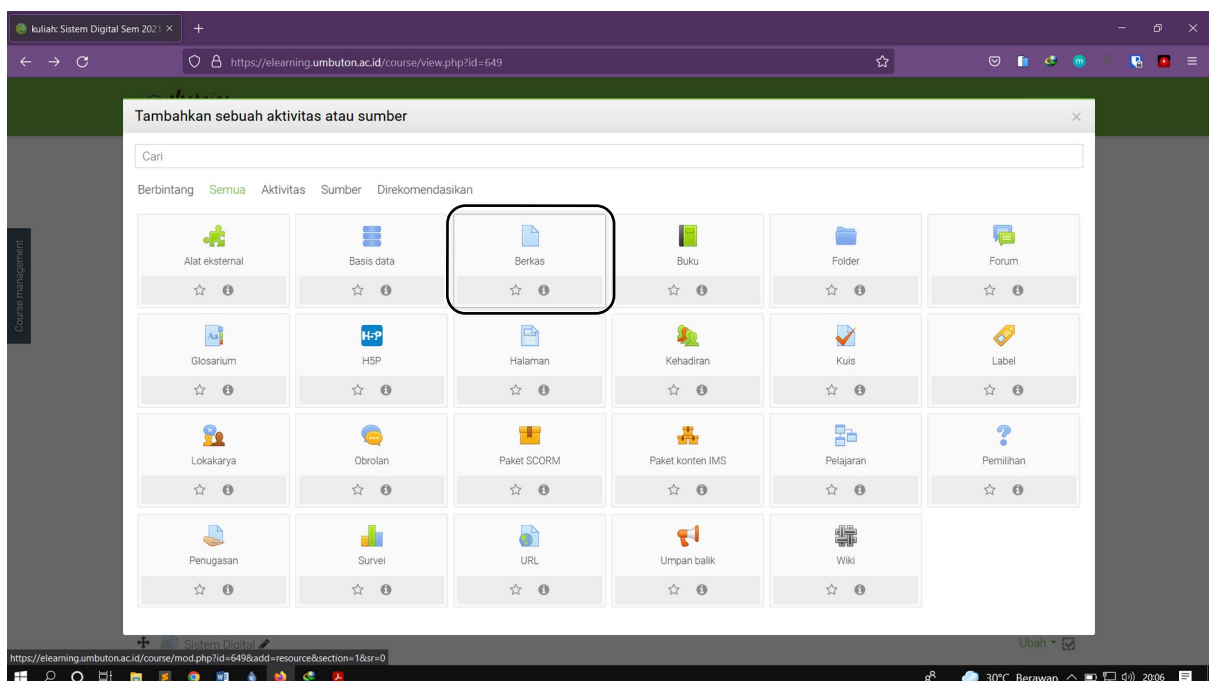 kuliah: Sistem Digital Sem 2021
https://elearning.umbuton.ac.id/course/view.php?id=649
Tambahkan sebuah aktivitas atau sumber
Cari
Berbintang Semua Aktivitas Sumber Direkomendasikan
Alat eksternal Basis data Berkas Buku Folder Forum
Glosarium H5P Halaman Kehadiran Kuis Label
Lokakarya Obrolan Paket SCORM Paket konten IMS Pelajaran Pemilihan
Penugasan Survei URL Umpan balik Wiki
Course management
Sistem Digital Ubah
https://elearning.umbuton.ac.id/course/mod.php?id=649&add=resource&section=1&sr=0
30°C Berawan 20:06